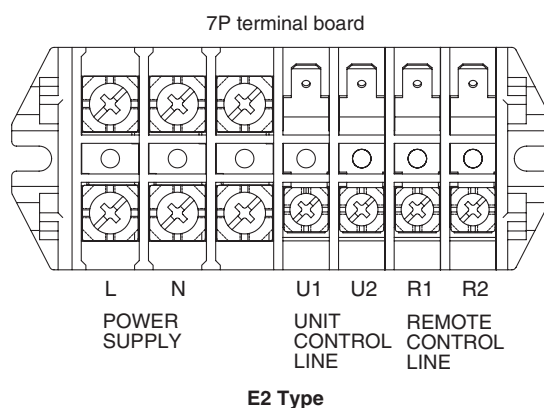 7P terminal board
L N U1 U2 R1 R2
POWER SUPPLY
UNIT CONTROL LINE
REMOTE CONTROL LINE
E2 Type